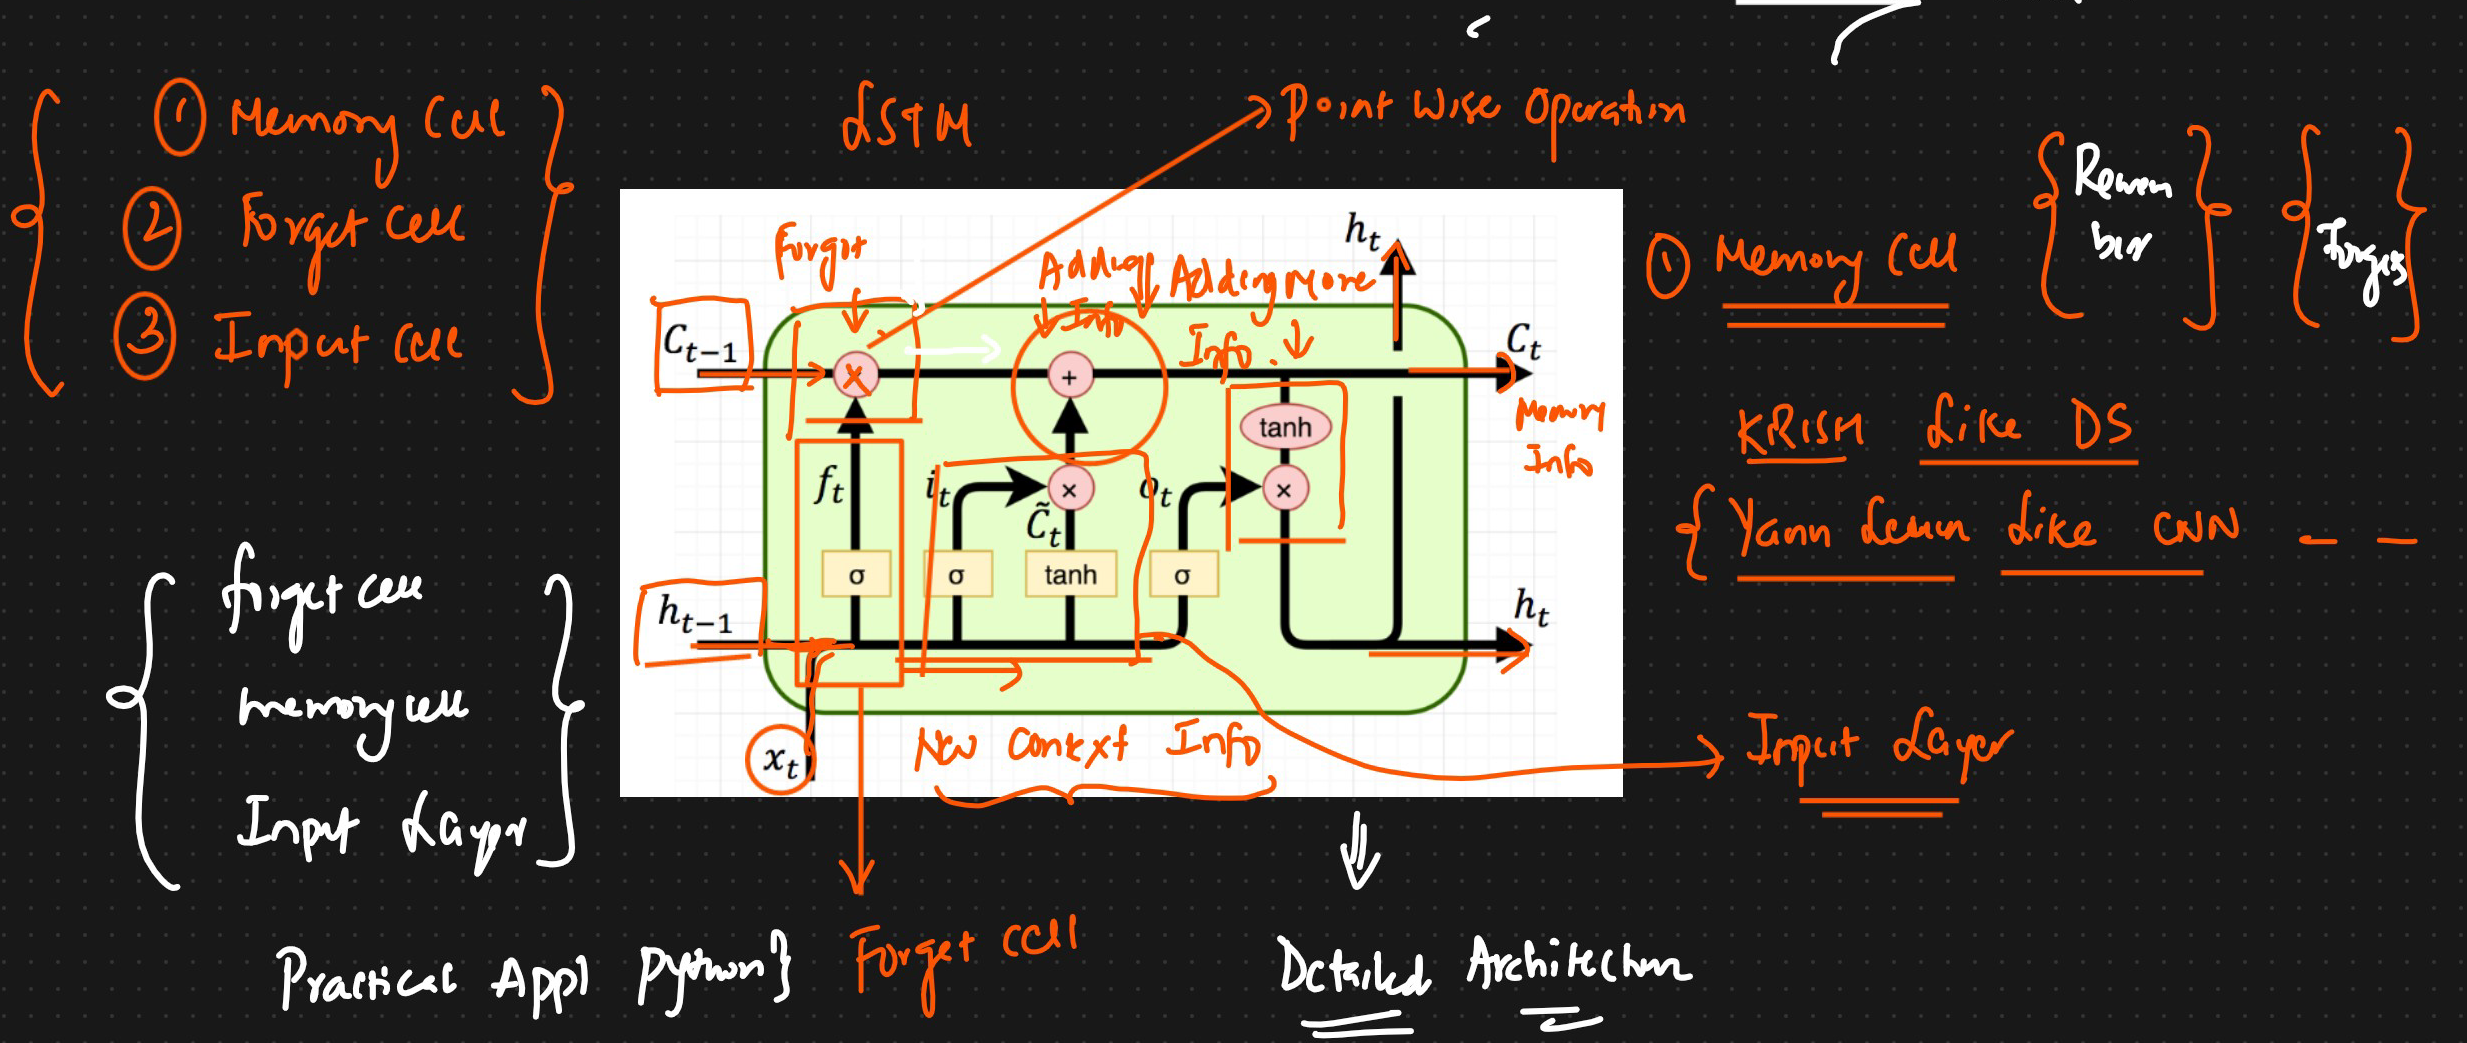 ① Memory Cell
② Forget Cell
③ Input Cell
LSTM
Point Wise Operation
Forget
Adding
Info
Adding More
Info
h_t
C_{t-1}
×
+
C_t
tanh
Memory
Info
f_t
i_t
×
C̃_t
o_t
×
σ
σ
tanh
σ
h_{t-1}
h_t
x_t
New Context Info
① Memory Cell
Remem
ber
Forget
KRISH Like DS
Yann Lecun Like CNN _ _
Input Layer
forget cell
memory cell
Input Layer
Practical Appl Python}
Forget Cell
Detailed Architecture